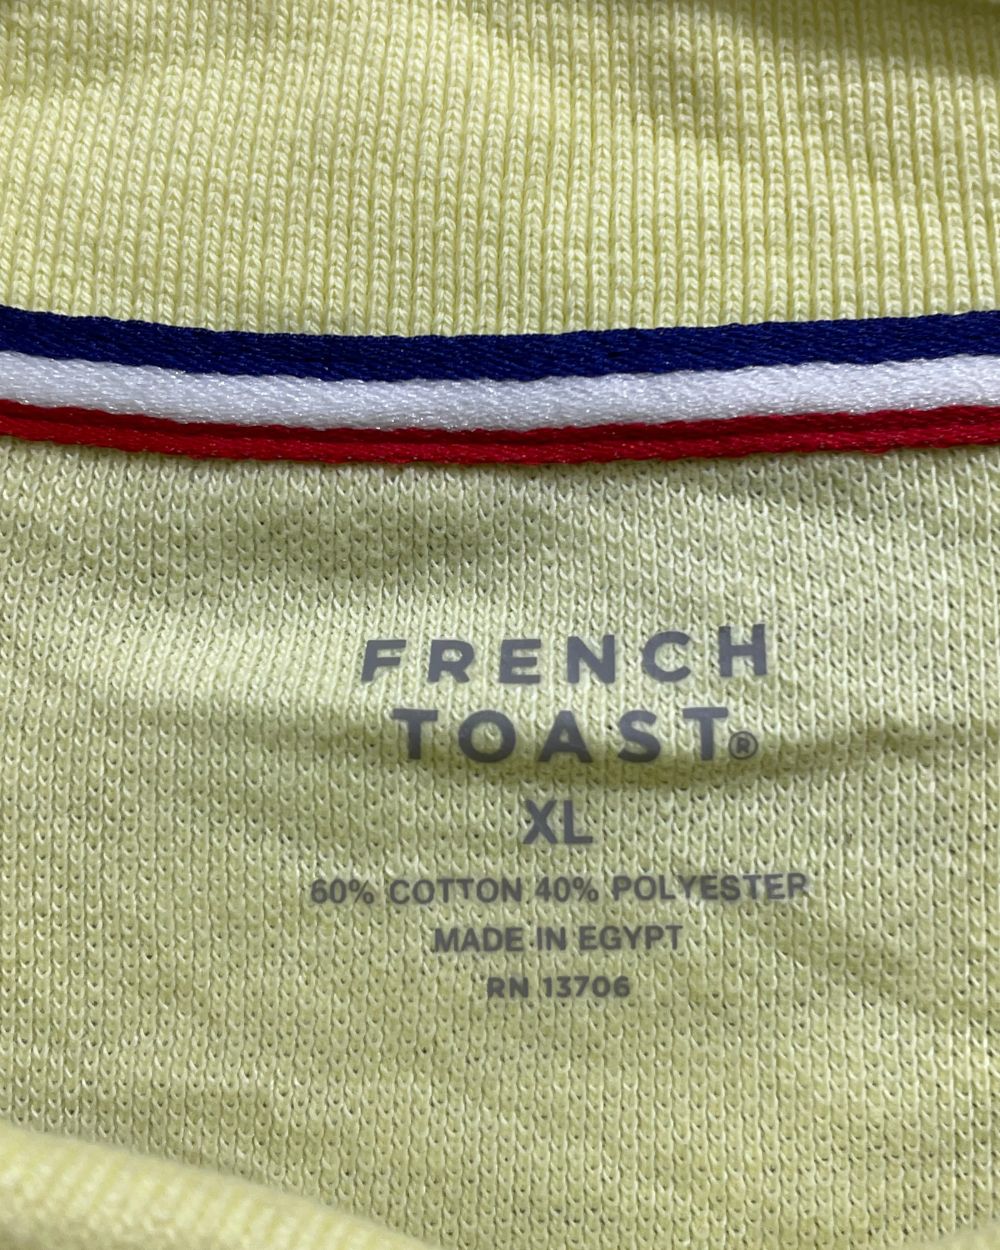 FRENCH
TOAST®
XL
60% COTTON 40% POLYESTER
MADE IN EGYPT
RN 13706